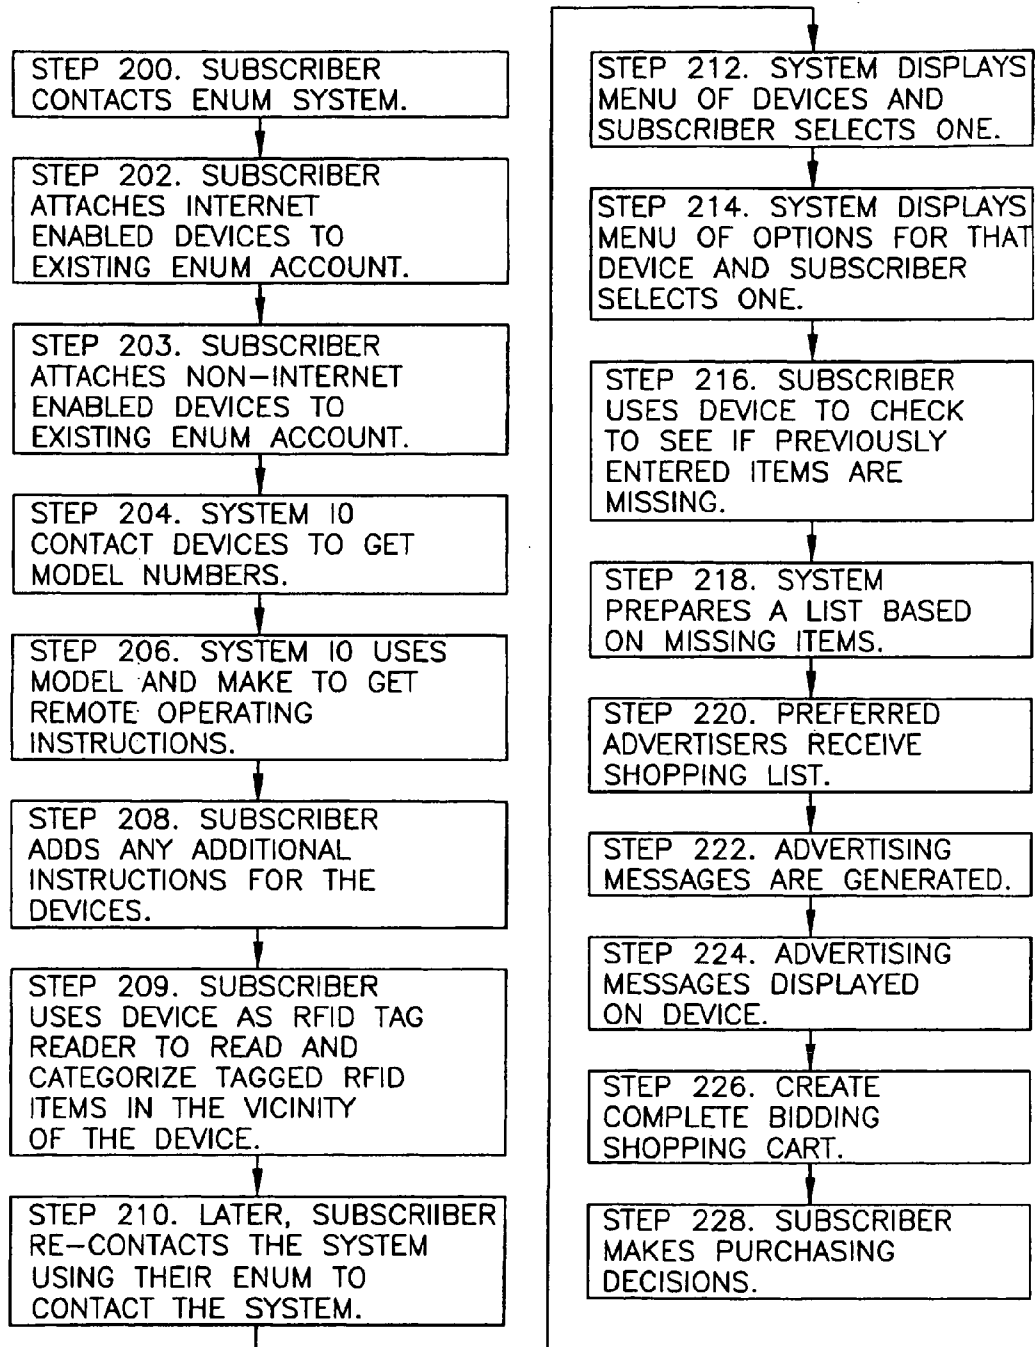 STEP 200. SUBSCRIBER
CONTACTS ENUM SYSTEM.
STEP 202. SUBSCRIBER
ATTACHES INTERNET
ENABLED DEVICES TO
EXISTING ENUM ACCOUNT.
STEP 203. SUBSCRIBER
ATTACHES NON-INTERNET
ENABLED DEVICES TO
EXISTING ENUM ACCOUNT.
STEP 204. SYSTEM 10
CONTACT DEVICES TO GET
MODEL NUMBERS.
STEP 206. SYSTEM 10 USES
MODEL AND MAKE TO GET
REMOTE OPERATING
INSTRUCTIONS.
STEP 208. SUBSCRIBER
ADDS ANY ADDITIONAL
INSTRUCTIONS FOR THE
DEVICES.
STEP 209. SUBSCRIBER
USES DEVICE AS RFID TAG
READER TO READ AND
CATEGORIZE TAGGED RFID
ITEMS IN THE VICINITY
OF THE DEVICE.
STEP 210. LATER, SUBSCRIIBER
RE-CONTACTS THE SYSTEM
USING THEIR ENUM TO
CONTACT THE SYSTEM.
STEP 212. SYSTEM DISPLAYS
MENU OF DEVICES AND
SUBSCRIBER SELECTS ONE.
STEP 214. SYSTEM DISPLAYS
MENU OF OPTIONS FOR THAT
DEVICE AND SUBSCRIBER
SELECTS ONE.
STEP 216. SUBSCRIBER
USES DEVICE TO CHECK
TO SEE IF PREVIOUSLY
ENTERED ITEMS ARE
MISSING.
STEP 218. SYSTEM
PREPARES A LIST BASED
ON MISSING ITEMS.
STEP 220. PREFERRED
ADVERTISERS RECEIVE
SHOPPING LIST.
STEP 222. ADVERTISING
MESSAGES ARE GENERATED.
STEP 224. ADVERTISING
MESSAGES DISPLAYED
ON DEVICE.
STEP 226. CREATE
COMPLETE BIDDING
SHOPPING CART.
STEP 228. SUBSCRIBER
MAKES PURCHASING
DECISIONS.